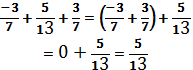 -3/7 + 5/13 + 3/7 = (-3/7 + 3/7) + 5/13
= 0 + 5/13 = 5/13